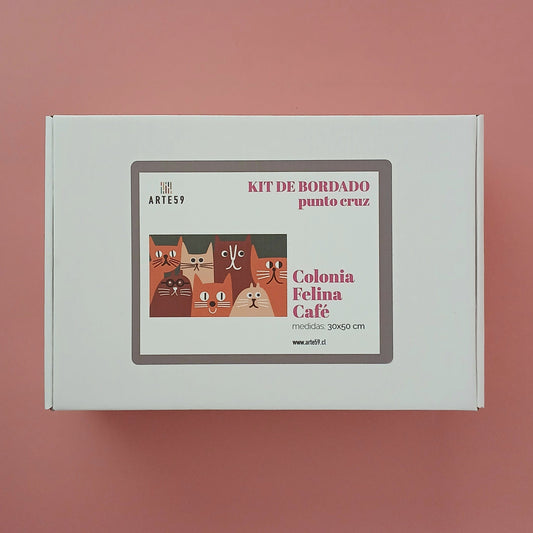 ARTE59
KIT DE BORDADO
punto cruz
Colonia
Felina
Café
medidas: 30x50 cm
www.arte59.cl